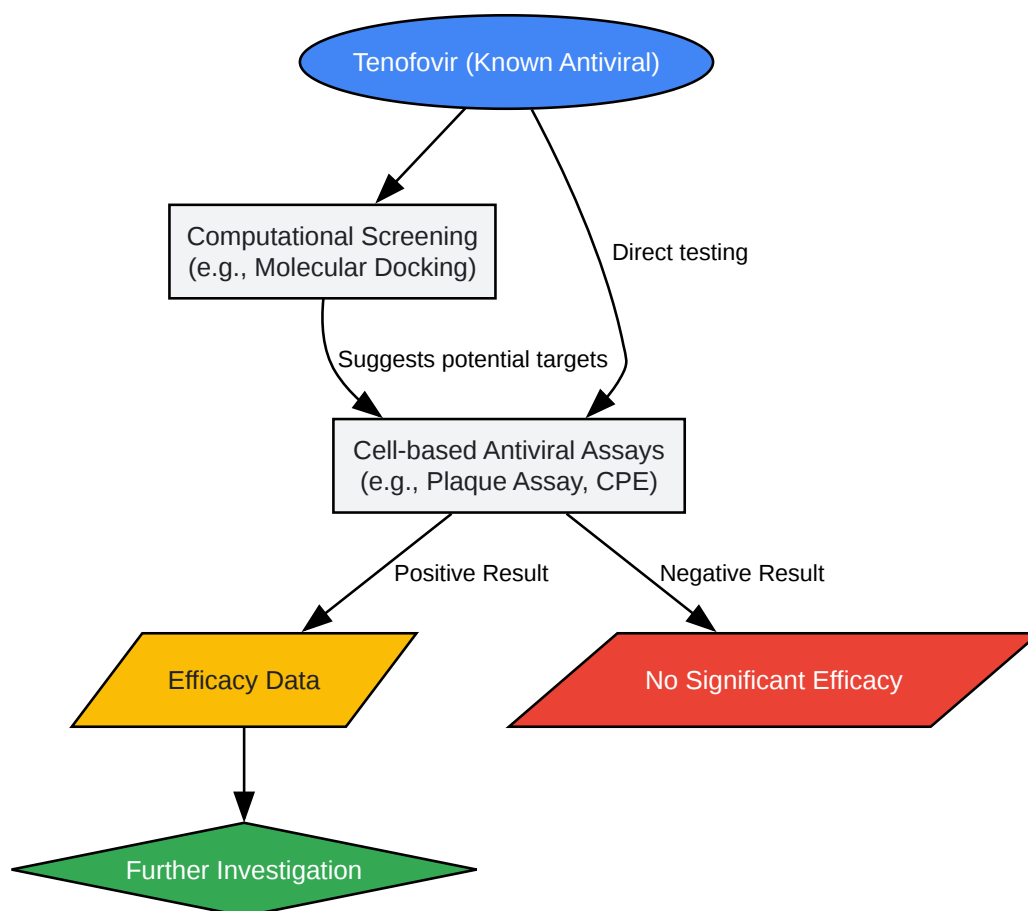 Tenofovir (Known Antiviral)
Computational Screening
(e.g., Molecular Docking)
Direct testing
Suggests potential targets
Cell-based Antiviral Assays
(e.g., Plaque Assay, CPE)
Positive Result
Negative Result
Efficacy Data
No Significant Efficacy
Further Investigation